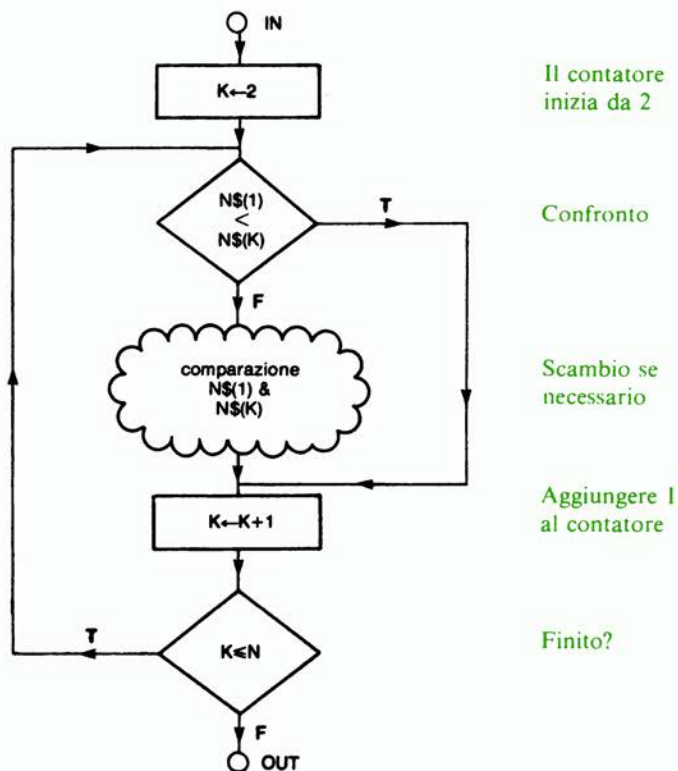 IN
K←2
Il contatore
inizia da 2
N$(1)
<
N$(K)
T
Confronto
F
comparazione
N$(1) &
N$(K)
Scambio se
necessario
K←K+1
Aggiungere 1
al contatore
T
K≤N
Finito?
F
OUT